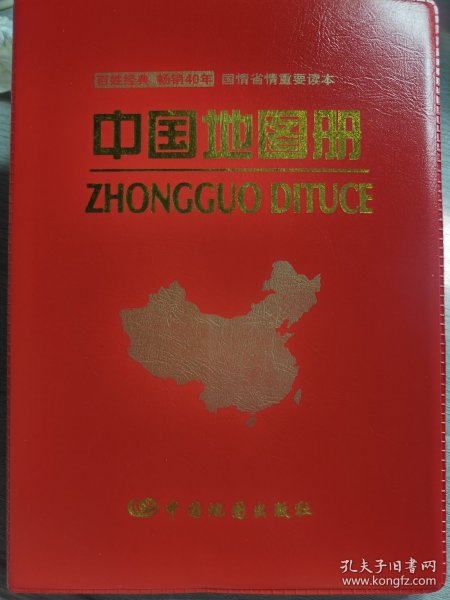 百姓经典 畅销40年 国情省情重要读本
中国地图册
ZHONGGUO DITUCE
中国地图出版社
孔夫子旧书网
www.kongfz.com